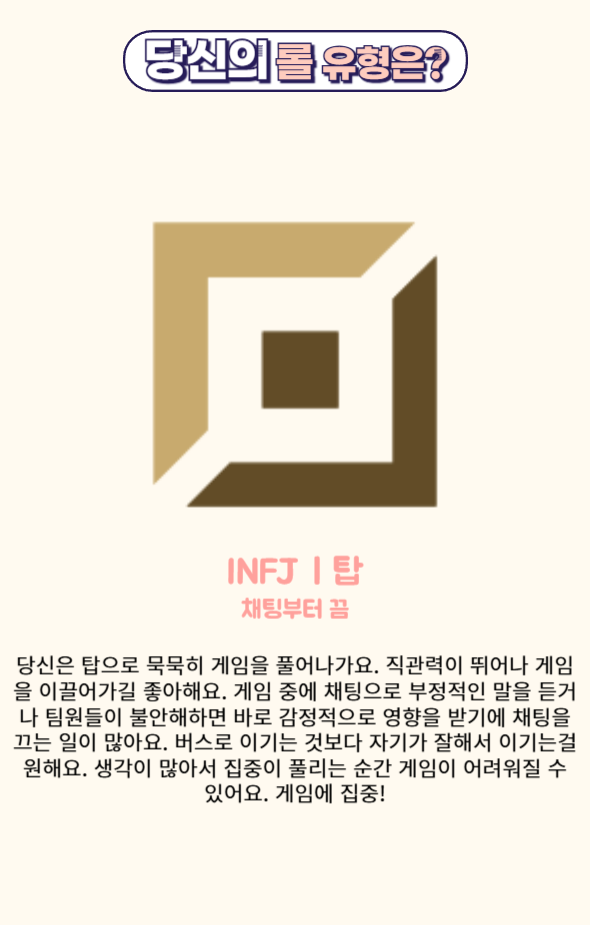 당신의 롤 유형은?
INFJ ㅣ탑
채팅부터 끔
당신은 탑으로 묵묵히 게임을 풀어나가요. 직관력이 뛰어나 게임
을 이끌어가길 좋아해요. 게임 중에 채팅으로 부정적인 말을 듣거
나 팀원들이 불안해하면 바로 감정적으로 영향을 받기에 채팅을
끄는 일이 많아요. 버스로 이기는 것보다 자기가 잘해서 이기는걸
원해요. 생각이 많아서 집중이 풀리는 순간 게임이 어려워질 수
있어요. 게임에 집중!